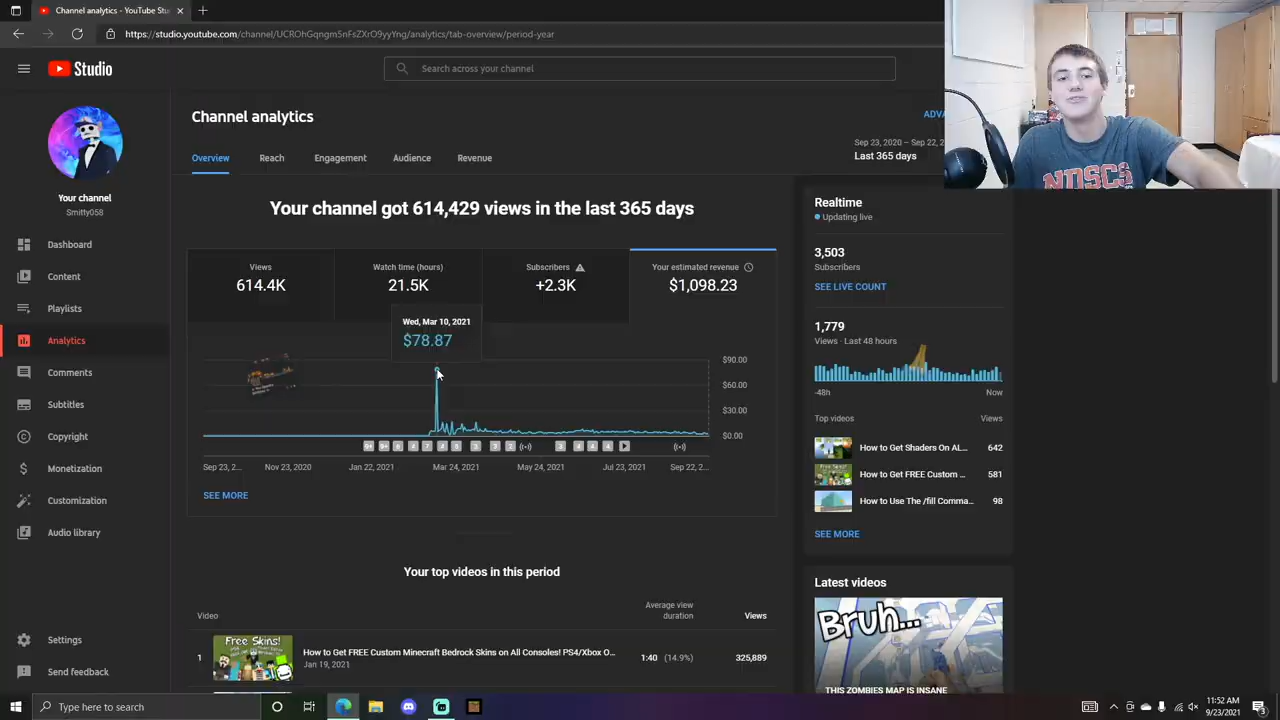 Channel analytics - YouTube Stu
https://studio.youtube.com/channel/UCROhGqngm5nFsZXrO9yyYng/analytics/tab-overview/period-year
Studio
Search across your channel
Channel analytics
ADVA
Overview
Reach
Engagement
Audience
Revenue
Sep 23, 2020 – Sep 22, 2
Last 365 days
NDSCS
Your channel
Smitty058
Your channel got 614,429 views in the last 365 days
Dashboard
Content
Playlists
Analytics
Comments
Subtitles
Copyright
Monetization
Customization
Audio library
Settings
Send feedback
Views
614.4K
Watch time (hours)
21.5K
Subscribers
+2.3K
Your estimated revenue
$1,098.23
Wed, Mar 10, 2021
$78.87
$90.00
$60.00
$30.00
$0.00
Sep 23, 2...
Nov 23, 2020
Jan 22, 2021
Mar 24, 2021
May 24, 2021
Jul 23, 2021
Sep 22,...
SEE MORE
Your top videos in this period
Video
Average view
duration
Views
1
Free Skins!
How to Get FREE Custom Minecraft Bedrock Skins on All Consoles! PS4/Xbox O...
Jan 19, 2021
1:40 (14.9%)
325,889
Realtime
Updating live
3,503
Subscribers
SEE LIVE COUNT
1,779
Views · Last 48 hours
-48h
Now
Top videos
Views
How to Get Shaders On AL...
642
How to Get FREE Custom ...
581
How to Use The /fill Comma...
98
SEE MORE
Latest videos
Bruh...
THIS ZOMBIES MAP IS INSANE
Type here to search
11:52 AM
9/23/2021
3